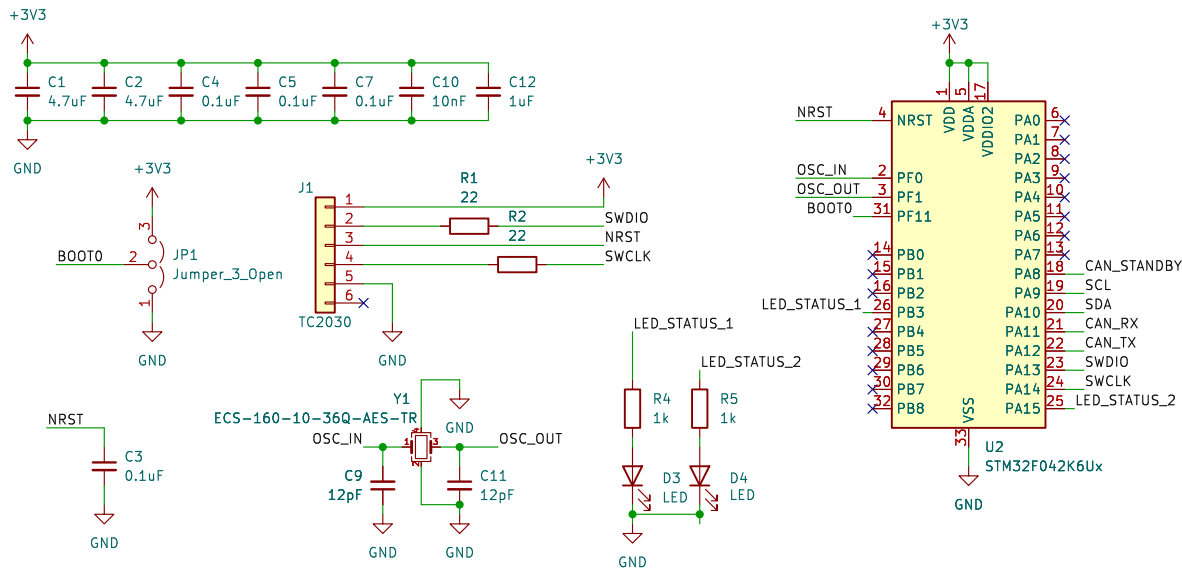 +3V3
C1
4.7uF
C2
4.7uF
C4
0.1uF
C5
0.1uF
C7
0.1uF
C10
10nF
C12
1uF
GND
+3V3
3
BOOT0
2
JP1
Jumper_3_Open
1
GND
J1
1
2
3
4
5
6
TC2030
R1
22
R2
22
+3V3
SWDIO
NRST
SWCLK
GND
NRST
C3
0.1uF
GND
Y1
ECS-160-10-36Q-AES-TR
GND
OSC_IN
1
4
3
2
OSC_OUT
C9
12pF
C11
12pF
GND
GND
LED_STATUS_1
LED_STATUS_2
R4
1k
R5
1k
D3
LED
D4
LED
GND
+3V3
1
5
17
VDD
VDDA
VDDIO2
NRST
4
NRST
OSC_IN
2
PF0
OSC_OUT
3
PF1
BOOT0
31
PF11
14
PB0
15
PB1
16
PB2
LED_STATUS_1
26
PB3
27
PB4
28
PB5
29
PB6
30
PB7
32
PB8
PA0
6
PA1
7
PA2
8
PA3
9
PA4
10
PA5
11
PA6
12
PA7
13
PA8
18
CAN_STANDBY
PA9
19
SCL
PA10
20
SDA
PA11
21
CAN_RX
PA12
22
CAN_TX
PA13
23
SWDIO
PA14
24
SWCLK
PA15
25
LED_STATUS_2
VSS
33
U2
STM32F042K6Ux
GND